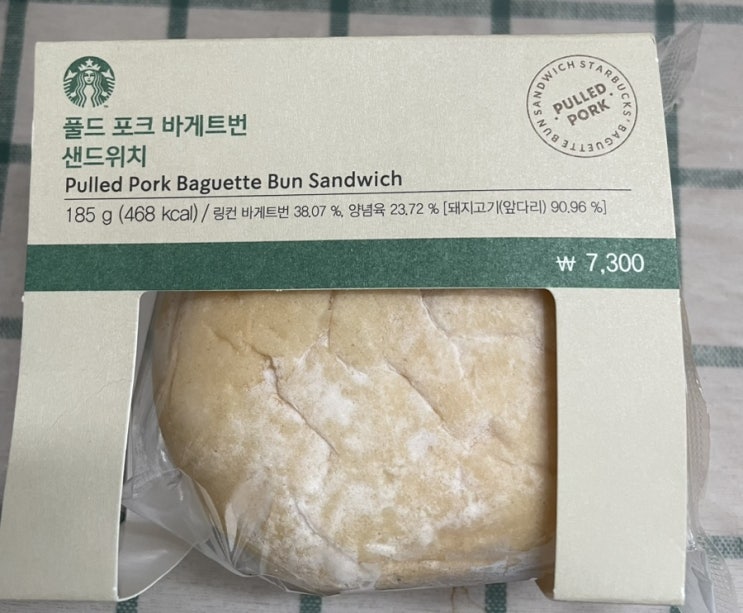 풀드 포크 바게트번
샌드위치
Pulled Pork Baguette Bun Sandwich
185 g (468 kcal) / 링컨 바게트번 38.07 %, 양념육 23.72 % [돼지고기(앞다리) 90.96 %]
STARBUCKS' BAGUETTE BUN SANDWICH
PULLED
PORK
₩ 7,300